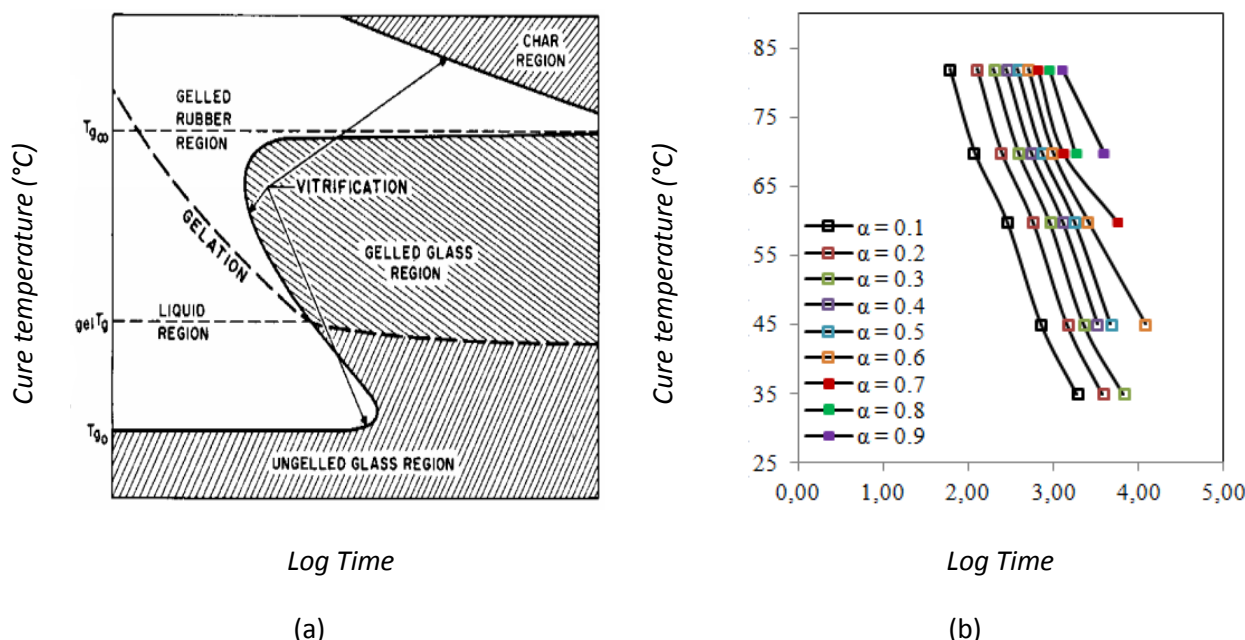 Cure temperature (°C)
CHAR
REGION
GELLED
RUBBER
REGION
Tg∞
VITRIFICATION
GELATION
GELLED GLASS
REGION
LIQUID
REGION
gelTg
Tg₀
UNGELLED GLASS REGION
Log Time
(a)
Cure temperature (°C)
85
75
65
55
45
35
25
α = 0.1
α = 0.2
α = 0.3
α = 0.4
α = 0.5
α = 0.6
α = 0.7
α = 0.8
α = 0.9
0,00 1,00 2,00 3,00 4,00 5,00
Log Time
(b)